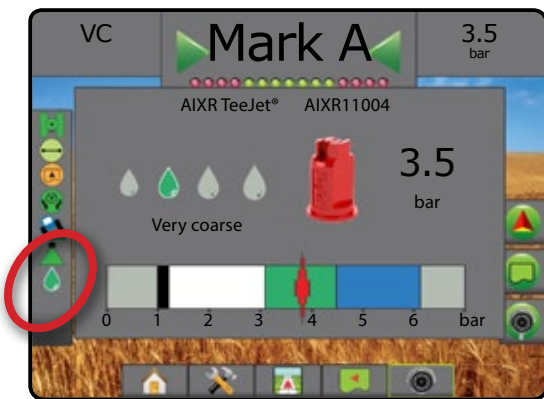 VC
Mark A
3.5
bar
AIXR TeeJet® AIXR11004
3.5
bar
Very coarse
0 1 2 3 4 5 6 bar